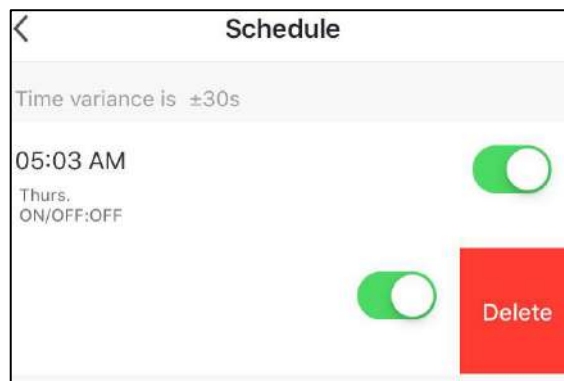 Schedule
Time variance is ±30s
05:03 AM
Thurs.
ON/OFF:OFF
Delete